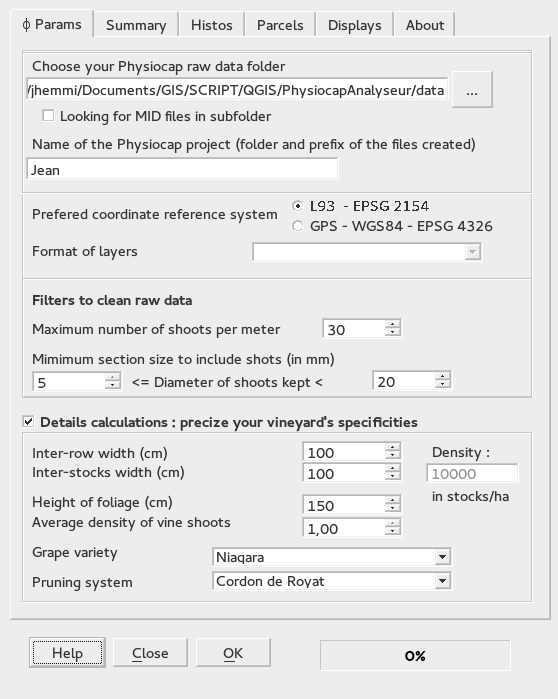 ɸ Params Summary Histos Parcels Displays About
Choose your Physiocap raw data folder
/jhemmi/Documents/GIS/SCRIPT/QGIS/PhysiocapAnalyseur/data ...
Looking for MID files in subfolder
Name of the Physiocap project (folder and prefix of the files created)
Jean
Prefered coordinate reference system
L93 - EPSG 2154
GPS - WGS84 - EPSG 4326
Format of layers
Filters to clean raw data
Maximum number of shoots per meter 30
Mimimum section size to include shots (in mm)
5 <= Diameter of shoots kept < 20
Details calculations : precize your vineyard's specificities
Inter-row width (cm) 100 Density :
Inter-stocks width (cm) 100 10000
in stocks/ha
Height of foliage (cm) 150
Average density of vine shoots 1,00
Grape variety Niagara
Pruning system Cordon de Royat
Help Close OK 0%